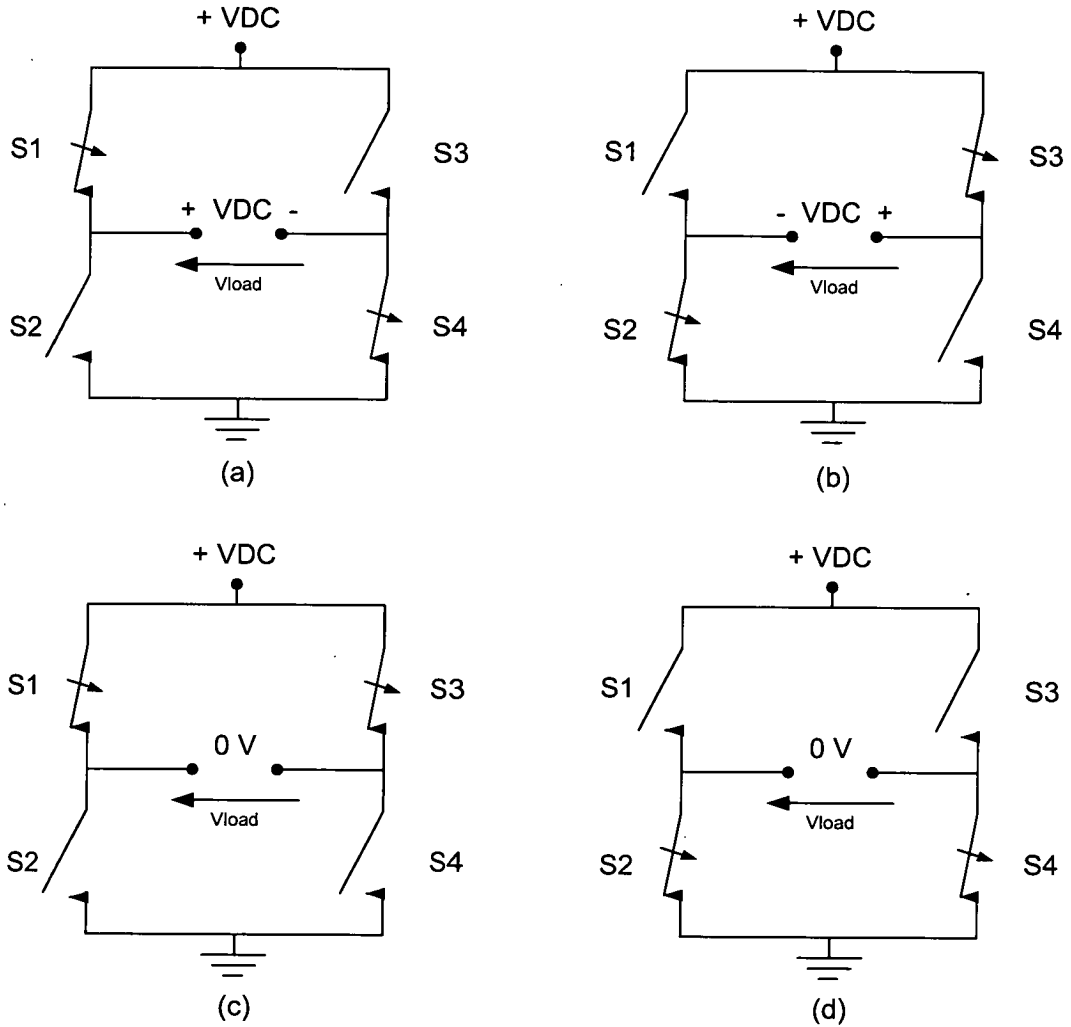 + VDC
S1
S3
+ VDC -
Vload
S2
S4
(a)
+ VDC
S1
S3
- VDC +
Vload
S2
S4
(b)
+ VDC
S1
S3
0 V
Vload
S2
S4
(c)
+ VDC
S1
S3
0 V
Vload
S2
S4
(d)